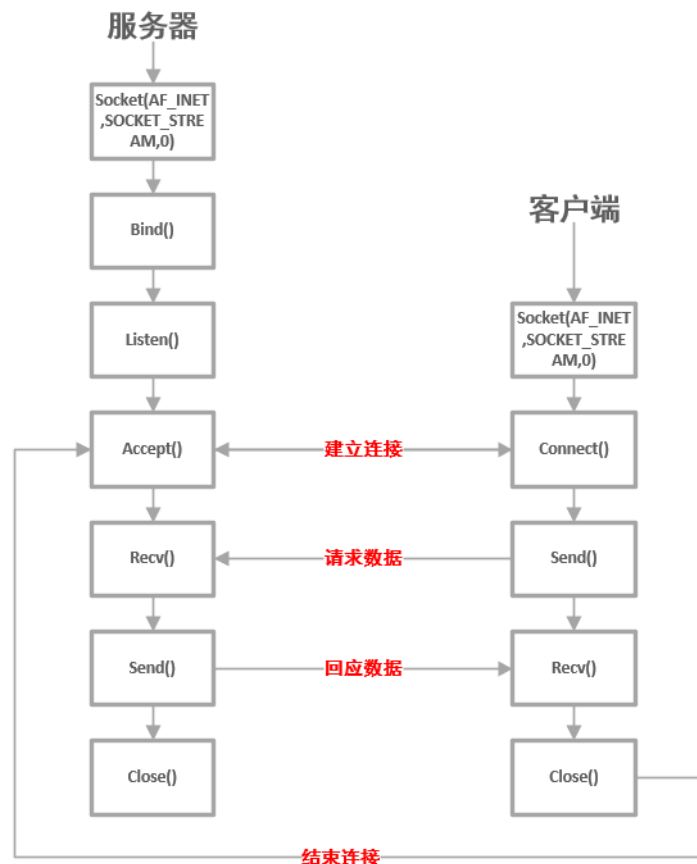 服务器
Socket(AF_INET
,SOCKET_STRE
AM,0)
Bind()
Listen()
Accept()
Recv()
Send()
Close()
客户端
Socket(AF_INET
,SOCKET_STRE
AM,0)
Connect()
Send()
Recv()
Close()
建立连接
请求数据
回应数据
结束连接